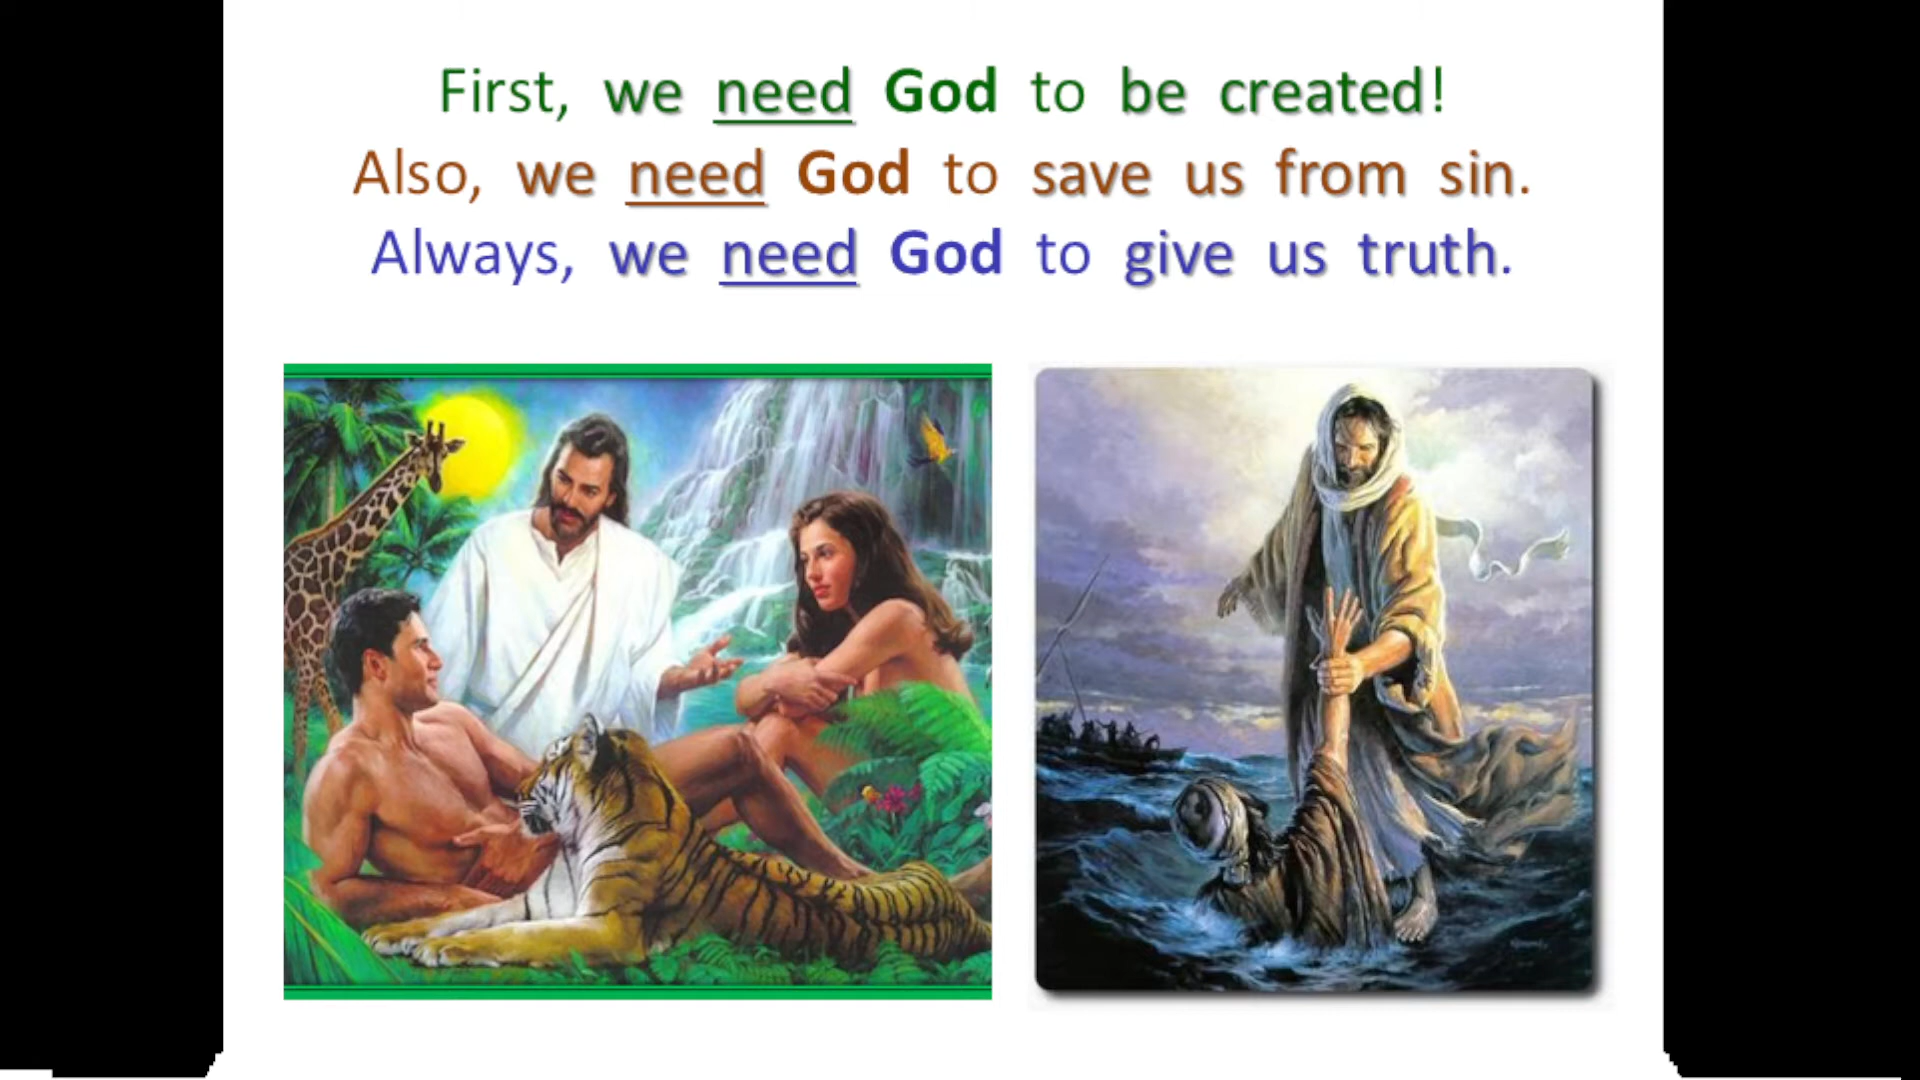 First, we need God to be created!
Also, we need God to save us from sin.
Always, we need God to give us truth.